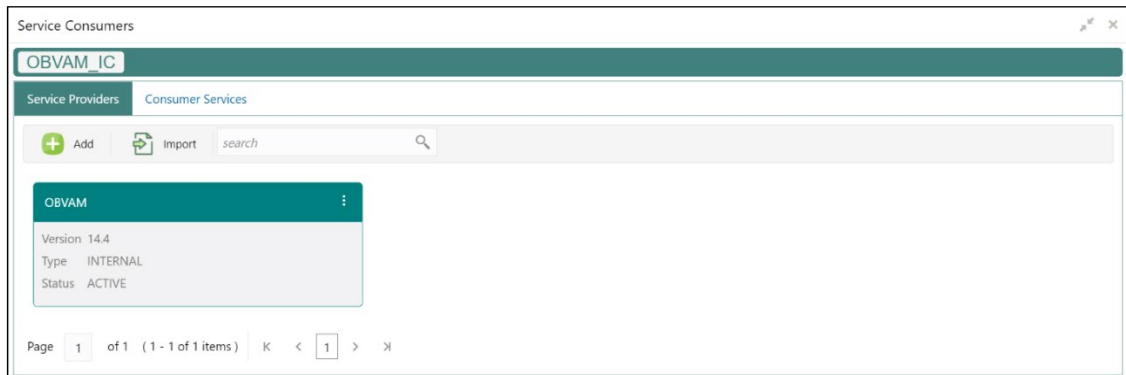 Service Consumers
OBVAM_IC
Service Providers Consumer Services
Add Import search
OBVAM
Version 14.4
Type INTERNAL
Status ACTIVE
Page 1 of 1 ( 1 - 1 of 1 items ) 1